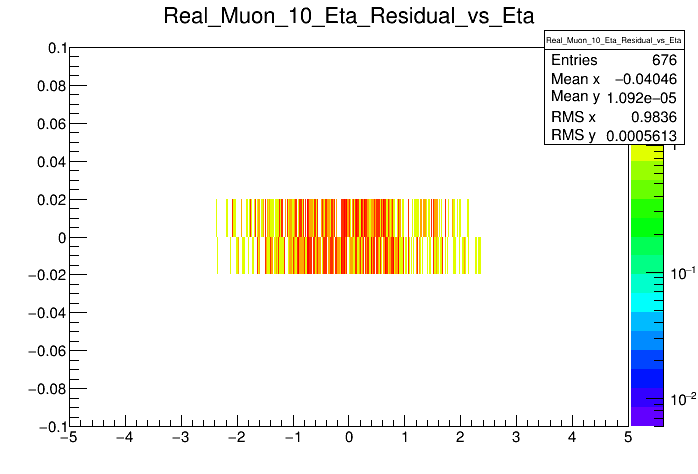 Real_Muon_10_Eta_Residual_vs_Eta
Real_Muon_10_Eta_Residual_vs_Eta
Entries 676
Mean x −0.04046
Mean y 1.092e−05
RMS x 0.9836
RMS y 0.0005613
0.1
0.08
0.06
0.04
0.02
0
−0.02
−0.04
−0.06
−0.08
−0.1
−5 −4 −3 −2 −1 0 1 2 3 4 5
10⁻¹
10⁻²